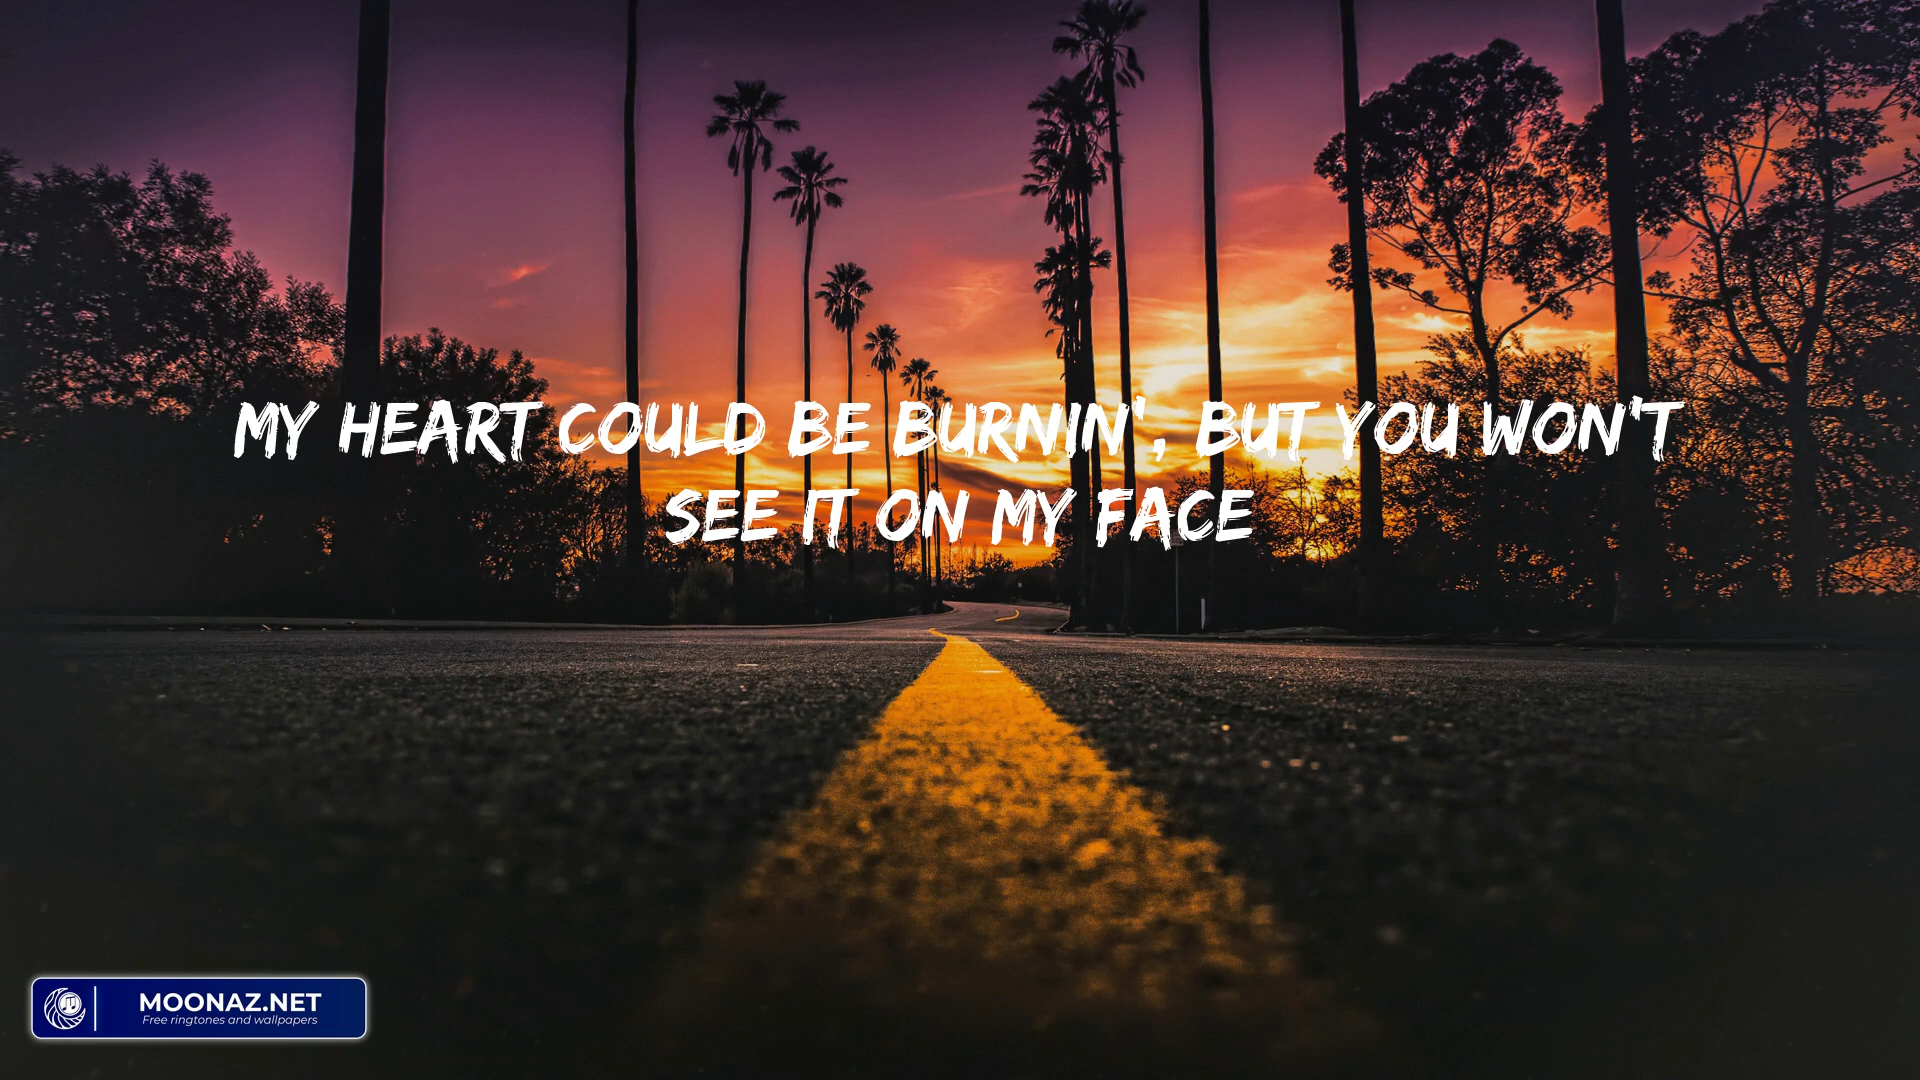 MY HEART COULD BE BURNIN', BUT YOU WON'T
SEE IT ON MY FACE
MOONAZ.NET
Free ringtones and wallpapers